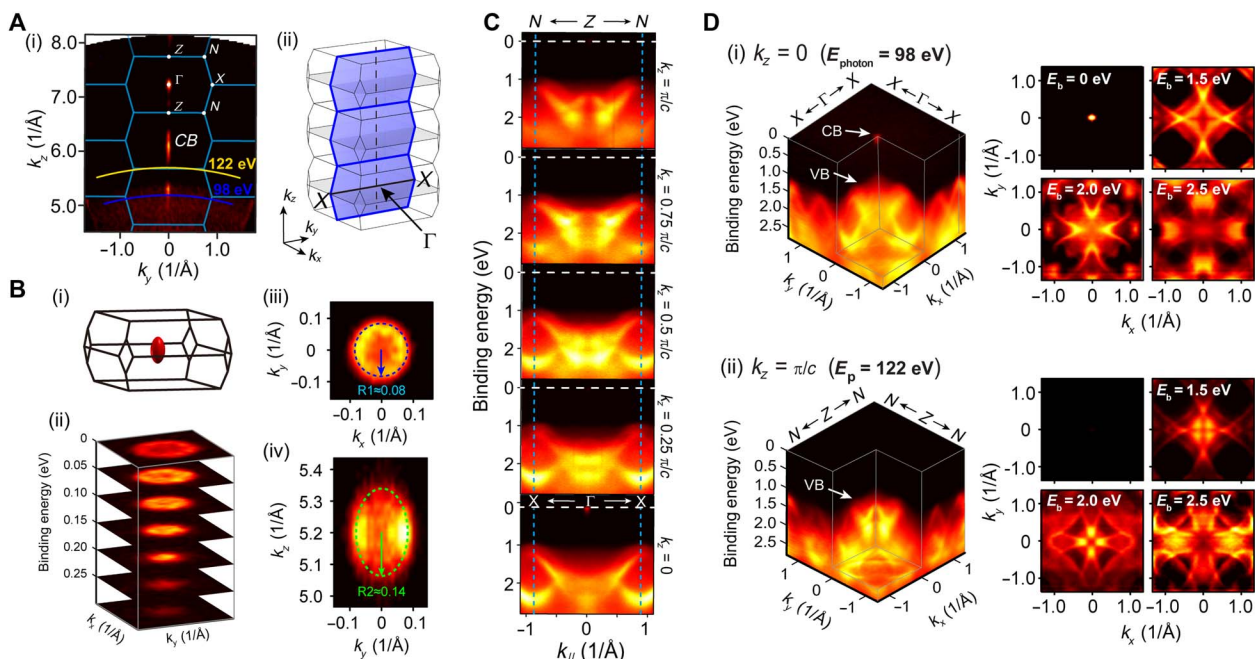 A
(i)
8.0
7.0
6.0
5.0
k_z (1/Å)
Z
N
Γ
X
Z
N
CB
122 eV
98 eV
-1.0
0
1.0
k_y (1/Å)
(ii)
X
X
Γ
k_z
k_y
k_x
B
(i)
(ii)
0
0.05
0.10
0.15
0.20
0.25
Binding energy (eV)
k_x (1/Å)
k_y (1/Å)
(iii)
0.1
0
−0.1
k_y (1/Å)
R1≈0.08
-0.1
0
0.1
k_x (1/Å)
(iv)
5.4
5.3
5.2
5.1
5.0
k_z (1/Å)
R2≈0.14
-0.1
0
0.1
k_y (1/Å)
C
N ← Z → N
0
1
2
k_z = π/c
0
1
2
k_z = 0.75 π/c
0
1
2
k_z = 0.5 π/c
0
1
2
k_z = 0.25 π/c
X ← Γ → X
0
1
2
k_z = 0
Binding energy (eV)
−1
0
1
k_// (1/Å)
D
(i) k_z = 0 (E_photon = 98 eV)
X ← Γ → X
X ← Γ → X
CB
VB
0
0.5
1.0
1.5
2.0
2.5
Binding energy (eV)
1
0
−1
k_y (1/Å)
−1
0
1
k_x (1/Å)
E_b = 0 eV
E_b = 1.5 eV
E_b = 2.0 eV
E_b = 2.5 eV
1.0
0
-1.0
1.0
0
-1.0
k_y (1/Å)
-1.0
0
1.0
-1.0
0
1.0
k_x (1/Å)
(ii) k_z = π/c (E_p = 122 eV)
N ← Z → N
N ← Z → N
VB
0
0.5
1.0
1.5
2.0
2.5
Binding energy (eV)
1
0
−1
k_y (1/Å)
−1
0
1
k_x (1/Å)
E_b = 1.5 eV
E_b = 2.0 eV
E_b = 2.5 eV
1.0
0
-1.0
1.0
0
-1.0
k_y (1/Å)
-1.0
0
1.0
-1.0
0
1.0
k_x (1/Å)